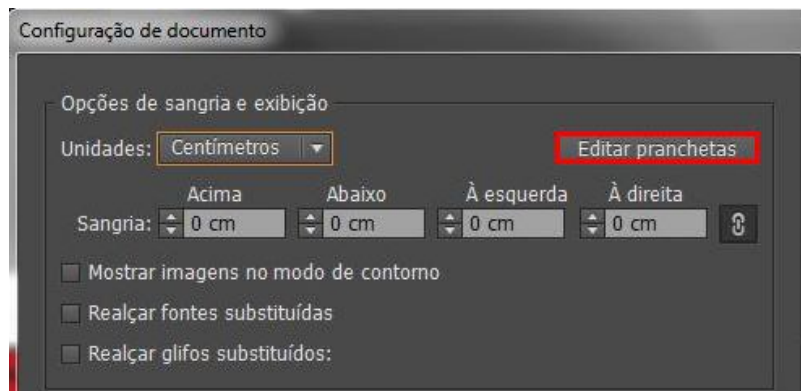 Configuração de documento
Opções de sangria e exibição
Unidades: Centímetros Editar pranchetas
Acima Abaixo À esquerda À direita
Sangria: 0 cm 0 cm 0 cm 0 cm
Mostrar imagens no modo de contorno
Realçar fontes substituídas
Realçar glifos substituídos: